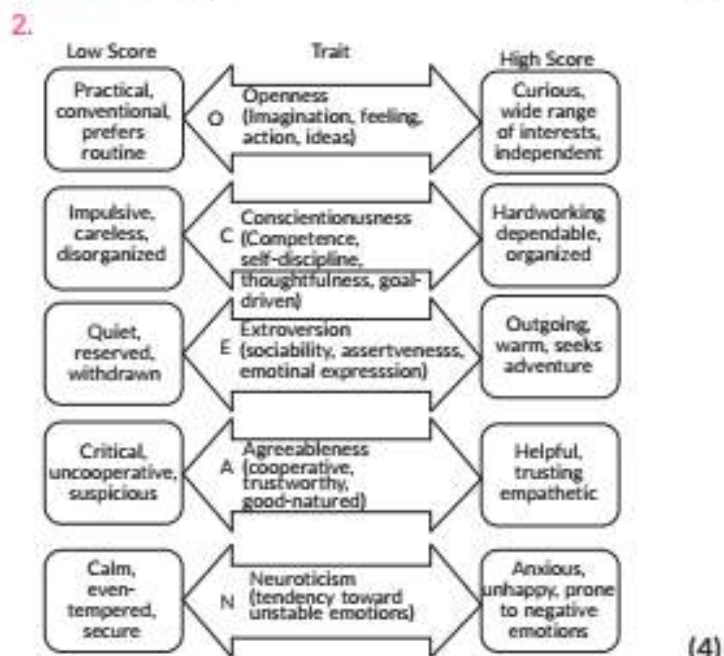 2.
Low Score
Trait
High Score
Practical,
conventional,
prefers
routine
O
Openness
(Imagination, feeling,
action, ideas)
Curious,
wide range
of interests,
independent
Impulsive,
careless,
disorganized
C
Conscientionusness
(Competence,
self-discipline,
thoughtfulness, goal-
driven)
Hardworking
dependable,
organized
Quiet,
reserved,
withdrawn
E
Extroversion
(sociability, assertvenesss,
emotinal expresssion)
Outgoing,
warm, seeks
adventure
Critical,
uncooperative,
suspicious
A
Agreeableness
(cooperative,
trustworthy,
good-natured)
Helpful,
trusting
empathetic
Calm,
even-
tempered,
secure
N
Neuroticism
(tendency toward
unstable emotions)
Anxious,
unhappy, prone
to negative
emotions
(4)